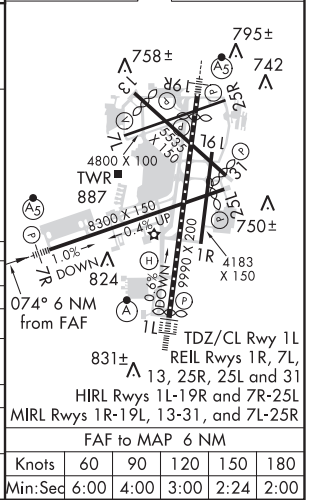 795±
758±
A5
742
13
19R
25R
P
V
5535 X 150
7L
4800 X 100
19L
31
TWR
887
25L
A5
P
8300 X 150
0.4% UP
750±
1.0% DOWN
7R
824
H
0.6% DOWN
9990 X 200
1R
4183 X 150
074° 6 NM
from FAF
A
1L
P
831±
TDZ/CL Rwy 1L
REIL Rwys 1R, 7L,
13, 25R, 25L and 31
HIRL Rwys 1L-19R and 7R-25L
MIRL Rwys 1R-19L, 13-31, and 7L-25R
FAF to MAP 6 NM
Knots 60 90 120 150 180
Min:Sec 6:00 4:00 3:00 2:24 2:00